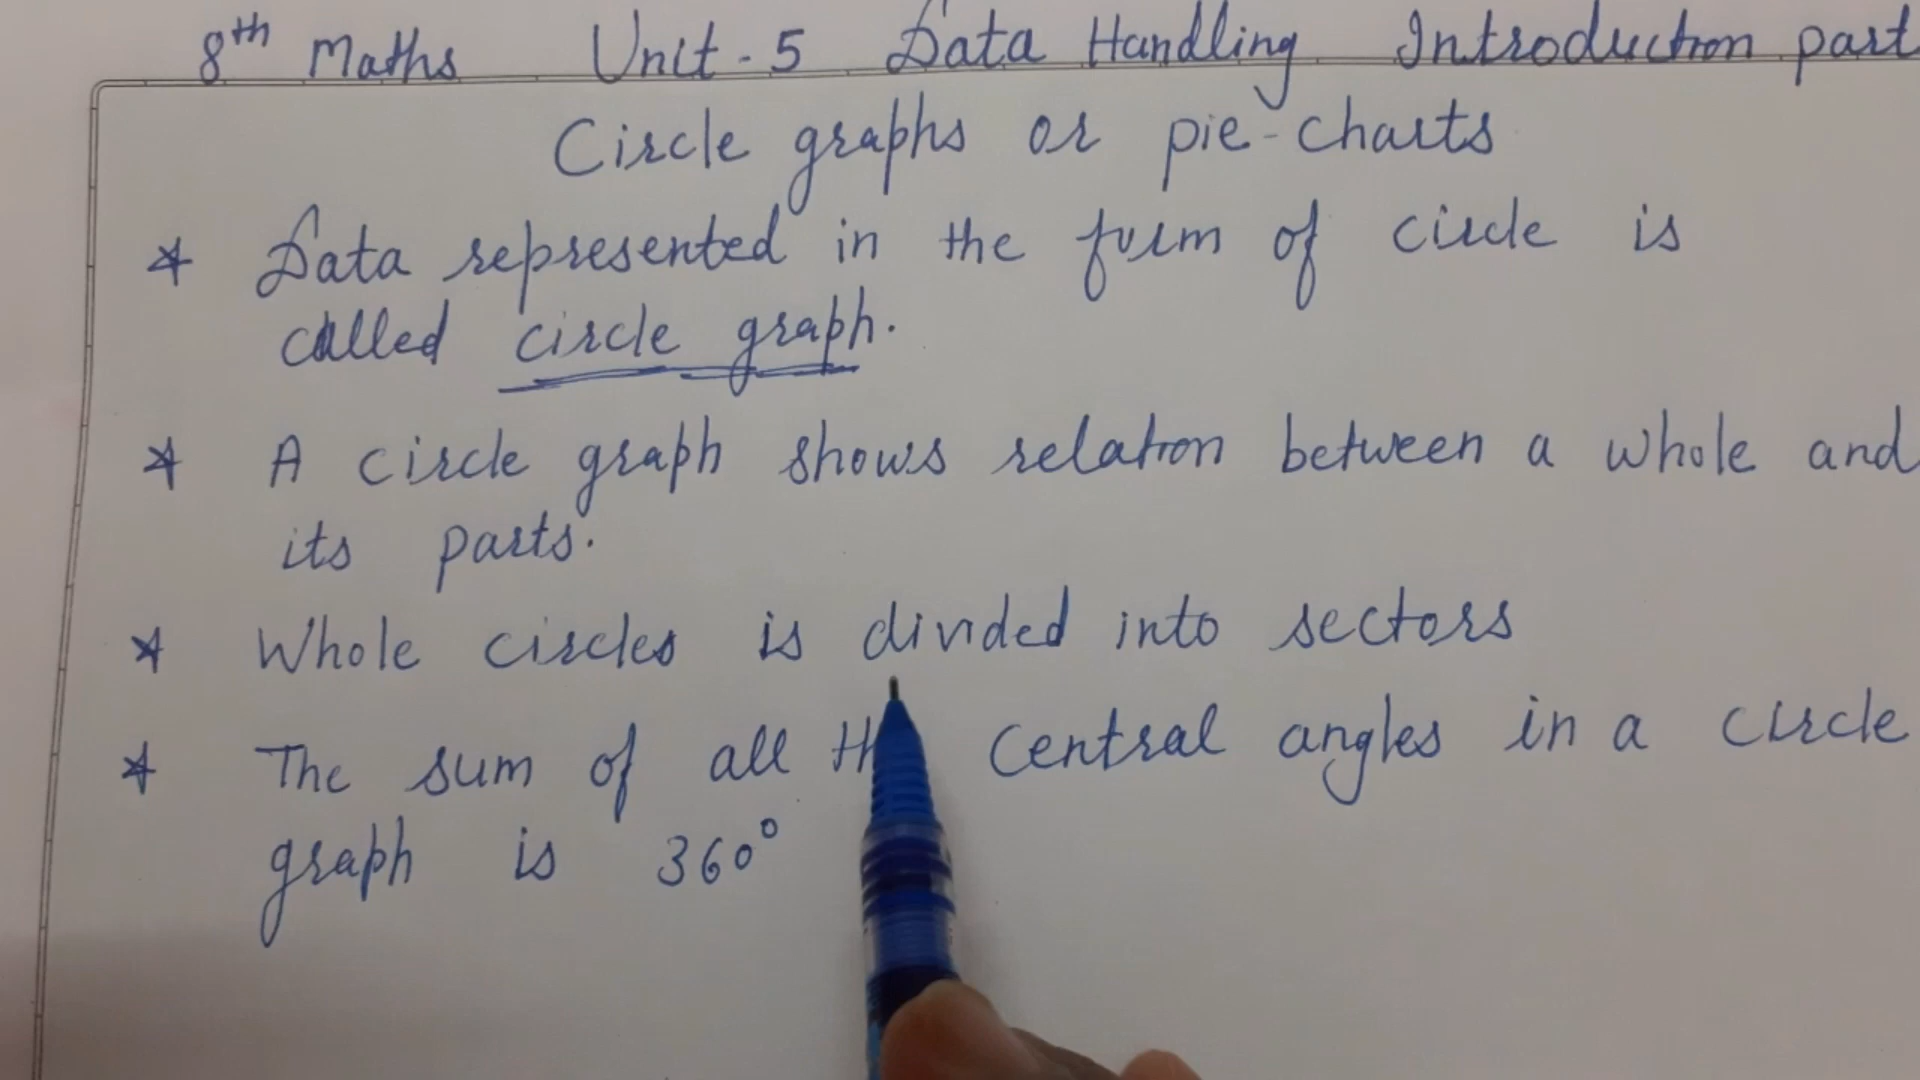 8th Maths Unit-5 Data Handling Introduction part
Circle graphs or pie-charts
* Data represented in the form of circle is
called circle graph.
* A circle graph shows relation between a whole and
its parts.
* Whole circles is divided into sectors
* The sum of all the central angles in a circle
graph is 360°